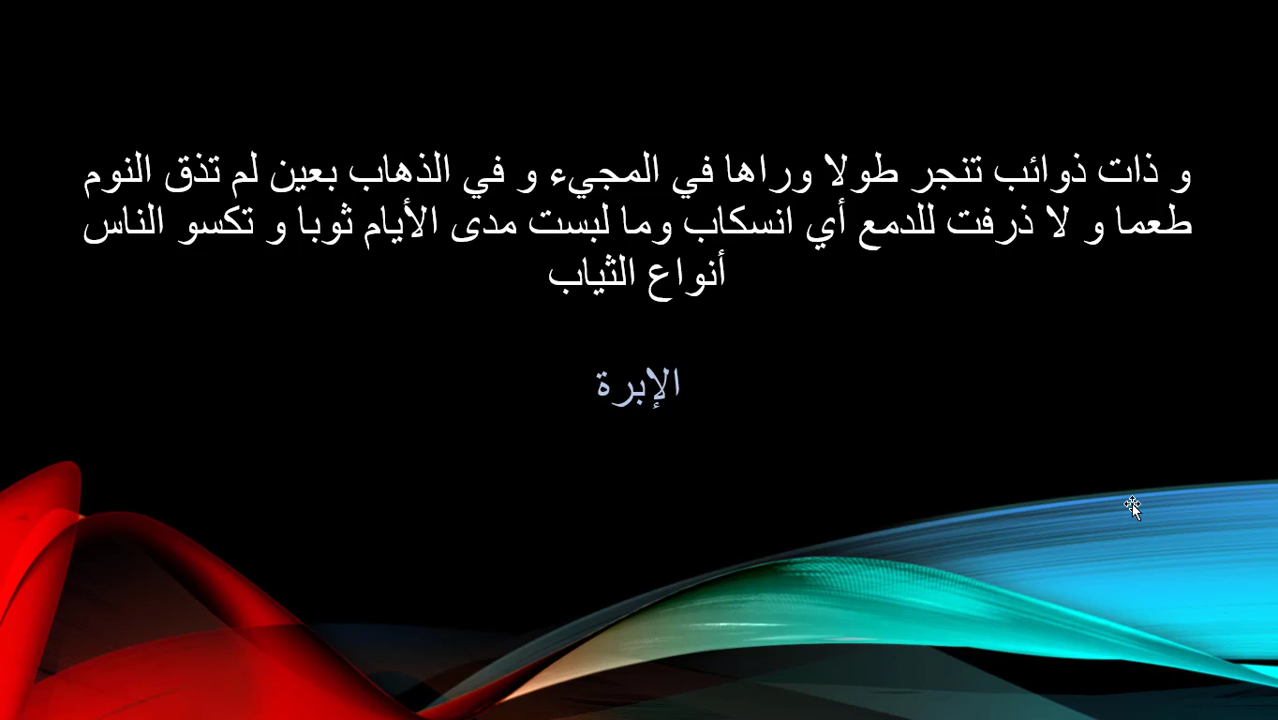 و ذات ذوائب تنجر طولا وراها في المجيء و في الذهاب بعين لم تذق النوم
طعما و لا ذرفت للدمع أي انسكاب وما لبست مدى الأيام ثوبا و تكسو الناس
أنواع الثياب
الإبرة